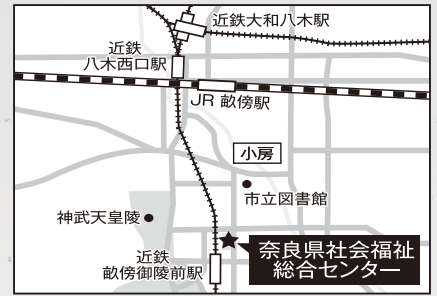 近鉄大和八木駅
近鉄
八木西口駅
JR 畝傍駅
小房
市立図書館
神武天皇陵
近鉄
畝傍御陵前駅
奈良県社会福祉
総合センター